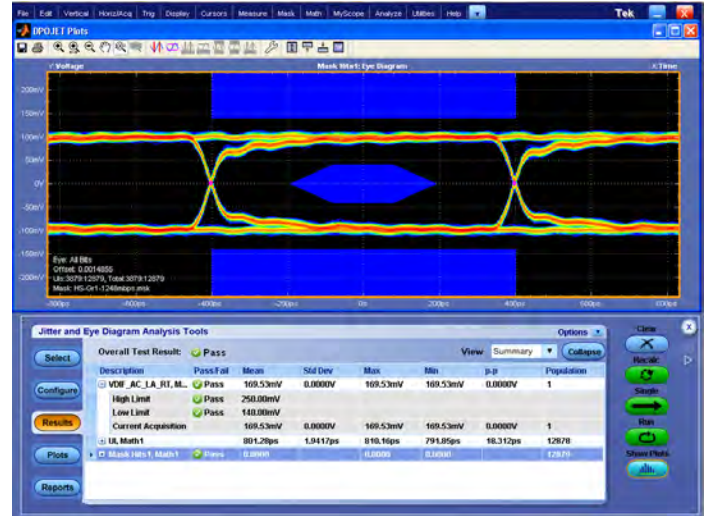 File Edit Vertical Horiz/Acq Trig Display Cursors Measure Mask Math MyScope Analyze Utilities Help Tek
DPOJET Plots
Y: Voltage Mask Hits1: Eye Diagram X: Time
200mV
150mV
100mV
50mV
0V
-50mV
-100mV
-150mV
-200mV
Eye: All Bits
Offset: 0.0014855
UIs:3879:12879, Total:3879:12879
Mask: HS-Gr1-1248mbps.msk
-800ps -600ps -400ps -200ps 0s 200ps 400ps 600ps
Jitter and Eye Diagram Analysis Tools Options Clear X
Select Overall Test Result: Pass View Summary Collapse
Recalc
Description Pass/Fail Mean Std Dev Max Min p-p Population
VDIF_AC_LA_RT, M... Pass 169.53mV 0.0000V 169.53mV 169.53mV 0.0000V 1
Configure High Limit Pass 250.00mV Single
Low Limit Pass 140.00mV
Results Current Acquisition 169.53mV 0.0000V 169.53mV 169.53mV 0.0000V 1 Run
UI, Math1 801.28ps 1.9417ps 810.16ps 791.85ps 18.312ps 12878
Plots Mask Hits1, Math1 Pass 0.0000 0.0000 0.0000 12879 Show Plots
Reports